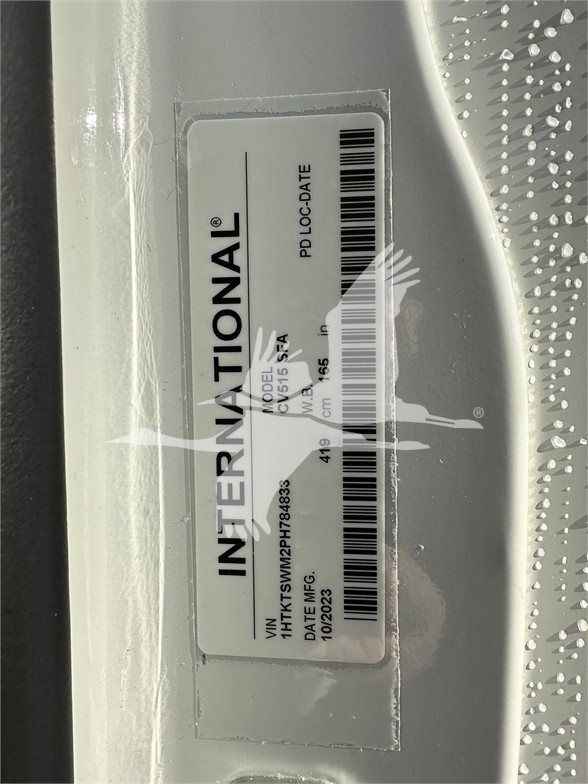 INTERNATIONAL®
VIN MODEL
1HTKTSWM2PH784833 CV515 SFA
DATE MFG. W.B. PD LOC-DATE
10/2023 419 cm 165 in
®